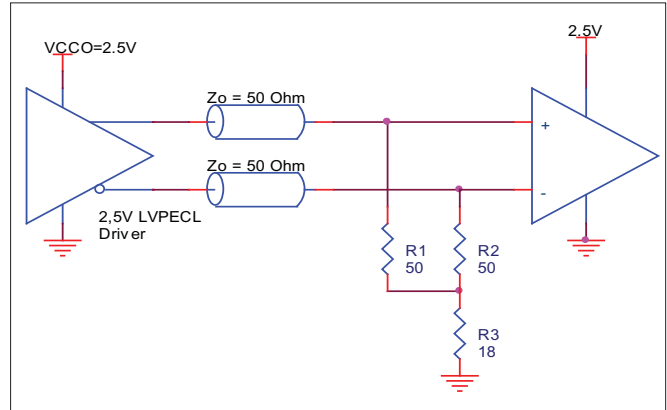 VCCO=2.5V
2.5V
Zo = 50 Ohm
+
Zo = 50 Ohm
-
2,5V LVPECL
Driver
R1
50
R2
50
R3
18